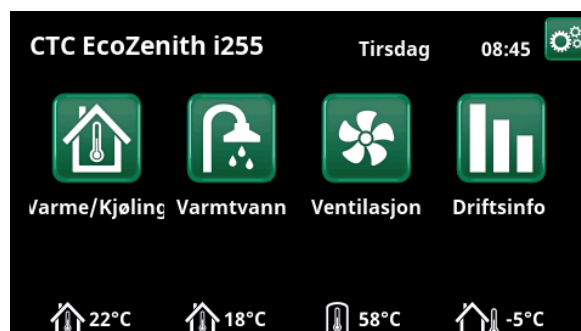 CTC EcoZenith i255 Tirsdag 08:45
Varme/Kjøling Varmtvann Ventilasjon Driftsinfo
22°C 18°C 58°C -5°C